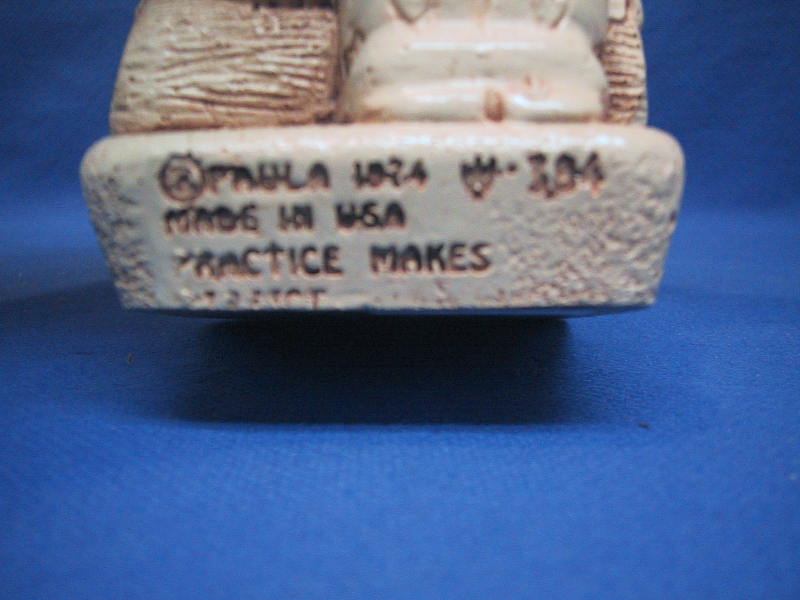 PAULA 1974 W-304
MADE IN USA
PRACTICE MAKES